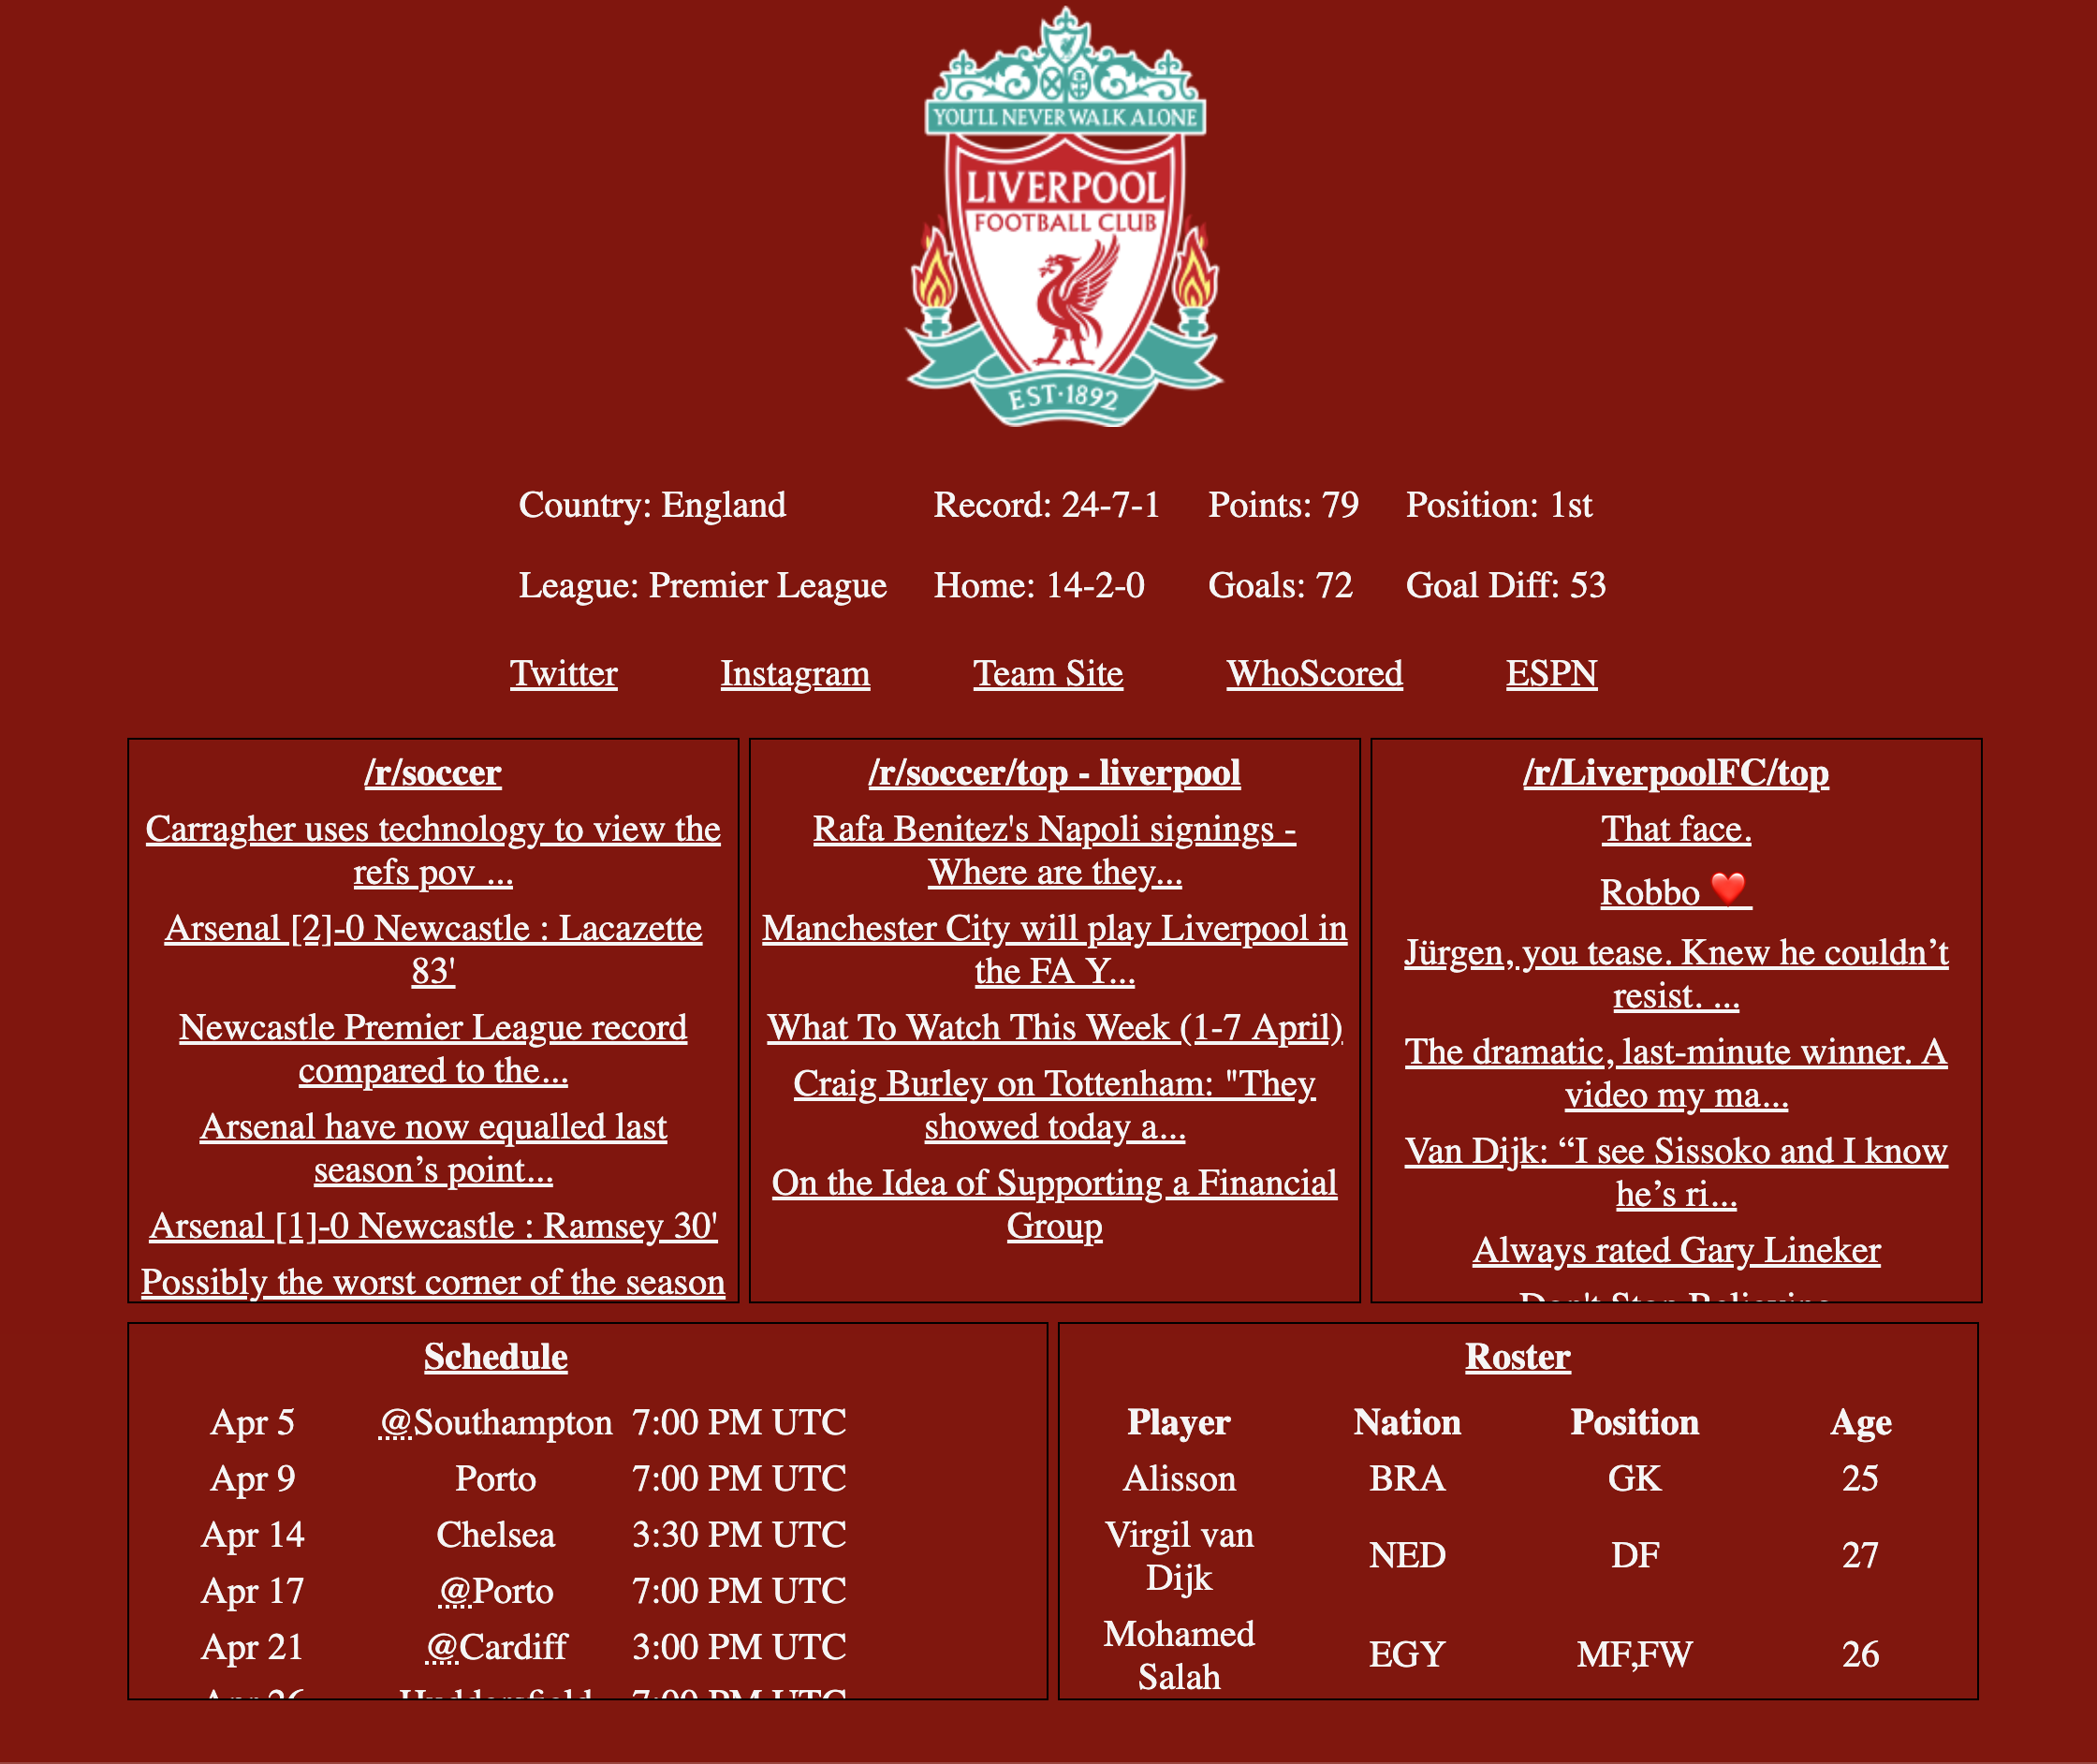 YOU'LL NEVER WALK ALONE
LIVERPOOL
FOOTBALL CLUB
EST·1892
Country: England Record: 24-7-1 Points: 79 Position: 1st
League: Premier League Home: 14-2-0 Goals: 72 Goal Diff: 53
Twitter Instagram Team Site WhoScored ESPN
/r/soccer
Carragher uses technology to view the
refs pov ...
Arsenal [2]-0 Newcastle : Lacazette
83'
Newcastle Premier League record
compared to the...
Arsenal have now equalled last
season’s point...
Arsenal [1]-0 Newcastle : Ramsey 30'
Possibly the worst corner of the season
/r/soccer/top - liverpool
Rafa Benitez's Napoli signings -
Where are they...
Manchester City will play Liverpool in
the FA Y...
What To Watch This Week (1-7 April)
Craig Burley on Tottenham: "They
showed today a...
On the Idea of Supporting a Financial
Group
/r/LiverpoolFC/top
That face.
Robbo ❤️
Jürgen, you tease. Knew he couldn’t
resist. ...
The dramatic, last-minute winner. A
video my ma...
Van Dijk: “I see Sissoko and I know
he’s ri...
Always rated Gary Lineker
Don't Stop Believing
Schedule
Apr 5 @Southampton 7:00 PM UTC
Apr 9 Porto 7:00 PM UTC
Apr 14 Chelsea 3:30 PM UTC
Apr 17 @Porto 7:00 PM UTC
Apr 21 @Cardiff 3:00 PM UTC
Apr 26 Huddersfield 7:00 PM UTC
Roster
Player Nation Position Age
Alisson BRA GK 25
Virgil van
Dijk NED DF 27
Mohamed
Salah EGY MF,FW 26